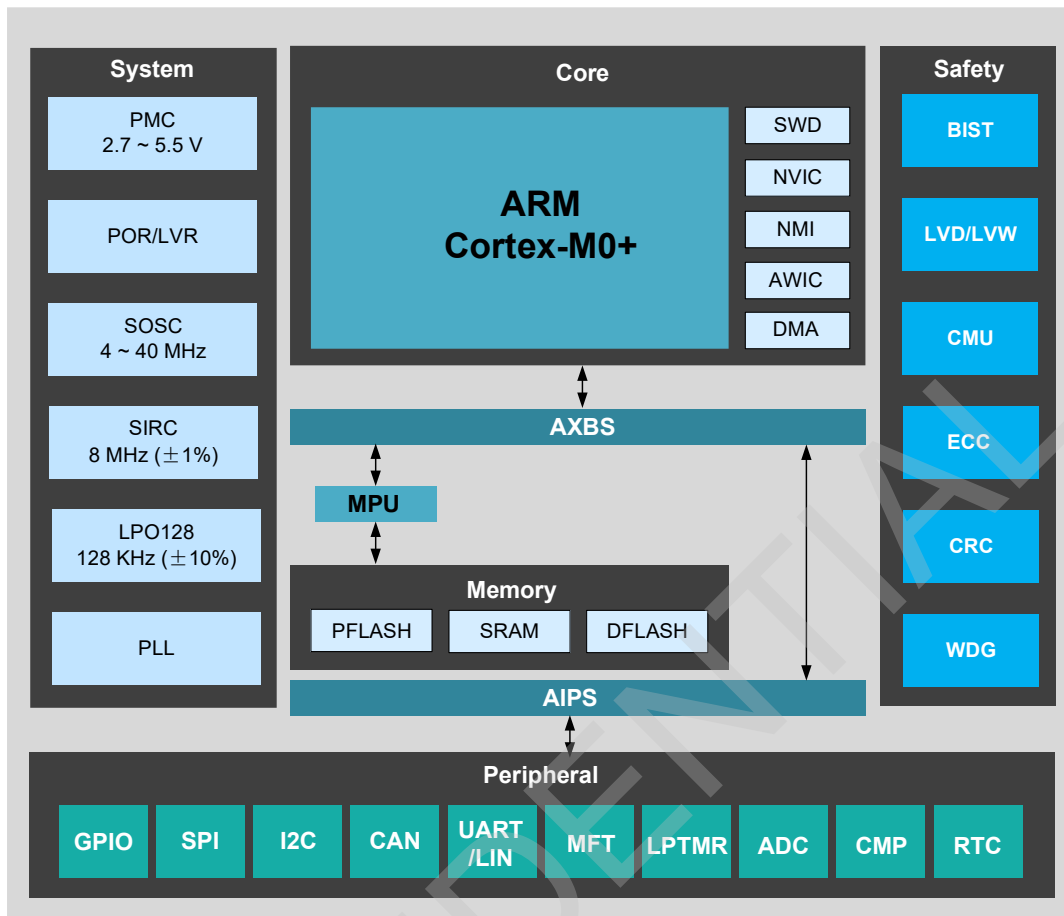 System
PMC
2.7 ~ 5.5 V
POR/LVR
SOSC
4 ~ 40 MHz
SIRC
8 MHz (±1%)
LPO128
128 KHz (±10%)
PLL
Core
ARM
Cortex-M0+
SWD
NVIC
NMI
AWIC
DMA
AXBS
MPU
Memory
PFLASH
SRAM
DFLASH
AIPS
Safety
BIST
LVD/LVW
CMU
ECC
CRC
WDG
Peripheral
GPIO
SPI
I2C
CAN
UART
/LIN
MFT
LPTMR
ADC
CMP
RTC